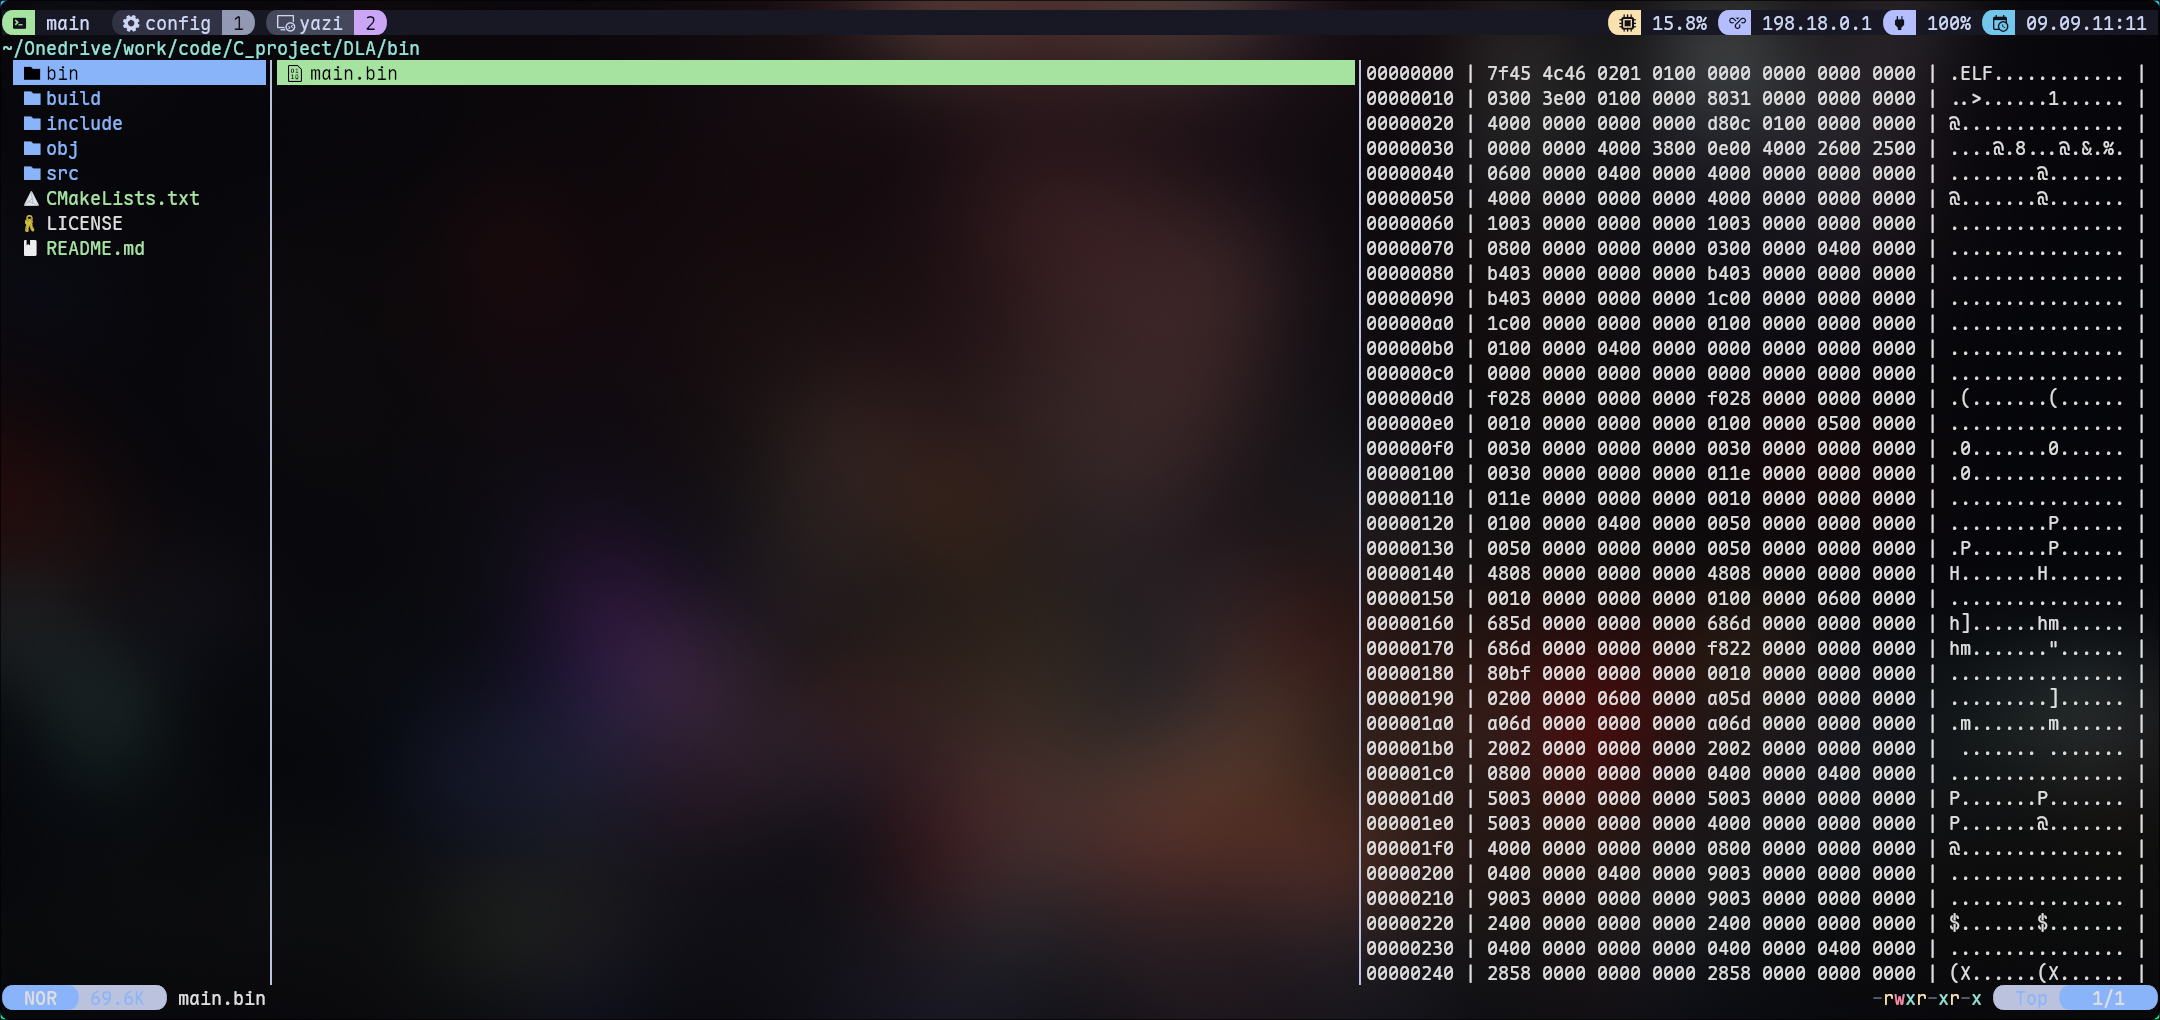 main config 1 yazi 2 15.8% 198.18.0.1 100% 09.09.11:11
~/Onedrive/work/code/C_project/DLA/bin
bin main.bin 00000000 | 7f45 4c46 0201 0100 0000 0000 0000 0000 | .ELF............ |
build 00000010 | 0300 3e00 0100 0000 8031 0000 0000 0000 | ..>......1...... |
include 00000020 | 4000 0000 0000 0000 d80c 0100 0000 0000 | @............... |
obj 00000030 | 0000 0000 4000 3800 0e00 4000 2600 2500 | ....@.8...@.&.%. |
src 00000040 | 0600 0000 0400 0000 4000 0000 0000 0000 | ........@....... |
CMakeLists.txt 00000050 | 4000 0000 0000 0000 4000 0000 0000 0000 | @.......@....... |
LICENSE 00000060 | 1003 0000 0000 0000 1003 0000 0000 0000 | ................ |
README.md 00000070 | 0800 0000 0000 0000 0300 0000 0400 0000 | ................ |
00000080 | b403 0000 0000 0000 b403 0000 0000 0000 | ................ |
00000090 | b403 0000 0000 0000 1c00 0000 0000 0000 | ................ |
000000a0 | 1c00 0000 0000 0000 0100 0000 0000 0000 | ................ |
000000b0 | 0100 0000 0400 0000 0000 0000 0000 0000 | ................ |
000000c0 | 0000 0000 0000 0000 0000 0000 0000 0000 | ................ |
000000d0 | f028 0000 0000 0000 f028 0000 0000 0000 | .(.......(...... |
000000e0 | 0010 0000 0000 0000 0100 0000 0500 0000 | ................ |
000000f0 | 0030 0000 0000 0000 0030 0000 0000 0000 | .0.......0...... |
00000100 | 0030 0000 0000 0000 011e 0000 0000 0000 | .0.............. |
00000110 | 011e 0000 0000 0000 0010 0000 0000 0000 | ................ |
00000120 | 0100 0000 0400 0000 0050 0000 0000 0000 | .........P...... |
00000130 | 0050 0000 0000 0000 0050 0000 0000 0000 | .P.......P...... |
00000140 | 4808 0000 0000 0000 4808 0000 0000 0000 | H.......H....... |
00000150 | 0010 0000 0000 0000 0100 0000 0600 0000 | ................ |
00000160 | 685d 0000 0000 0000 686d 0000 0000 0000 | h]......hm...... |
00000170 | 686d 0000 0000 0000 f822 0000 0000 0000 | hm......."...... |
00000180 | 80bf 0000 0000 0000 0010 0000 0000 0000 | ................ |
00000190 | 0200 0000 0600 0000 a05d 0000 0000 0000 | .........]...... |
000001a0 | a06d 0000 0000 0000 a06d 0000 0000 0000 | .m.......m...... |
000001b0 | 2002 0000 0000 0000 2002 0000 0000 0000 |  ....... ....... |
000001c0 | 0800 0000 0000 0000 0400 0000 0400 0000 | ................ |
000001d0 | 5003 0000 0000 0000 5003 0000 0000 0000 | P.......P....... |
000001e0 | 5003 0000 0000 0000 4000 0000 0000 0000 | P.......@....... |
000001f0 | 4000 0000 0000 0000 0800 0000 0000 0000 | @............... |
00000200 | 0400 0000 0400 0000 9003 0000 0000 0000 | ................ |
00000210 | 9003 0000 0000 0000 9003 0000 0000 0000 | ................ |
00000220 | 2400 0000 0000 0000 2400 0000 0000 0000 | $.......$....... |
00000230 | 0400 0000 0000 0000 0400 0000 0400 0000 | ................ |
00000240 | 2858 0000 0000 0000 2858 0000 0000 0000 | (X......(X...... |
NOR 69.6K main.bin -rwxr-xr-x Top 1/1